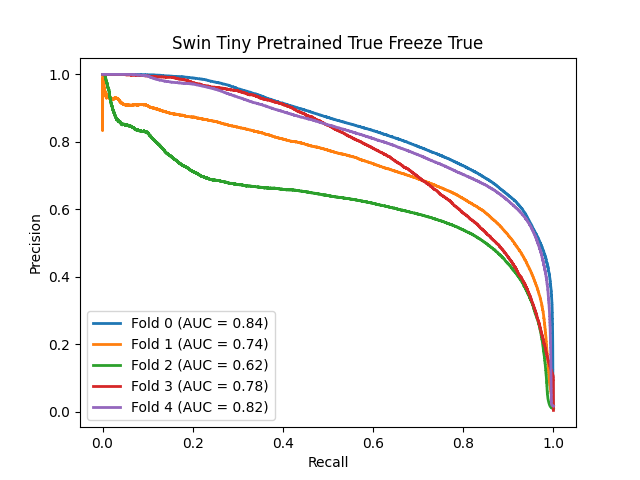 Swin Tiny Pretrained True Freeze True
1.0
0.8
0.6
0.4
0.2
0.0
Precision
Fold 0 (AUC = 0.84)
Fold 1 (AUC = 0.74)
Fold 2 (AUC = 0.62)
Fold 3 (AUC = 0.78)
Fold 4 (AUC = 0.82)
0.0 0.2 0.4 0.6 0.8 1.0
Recall